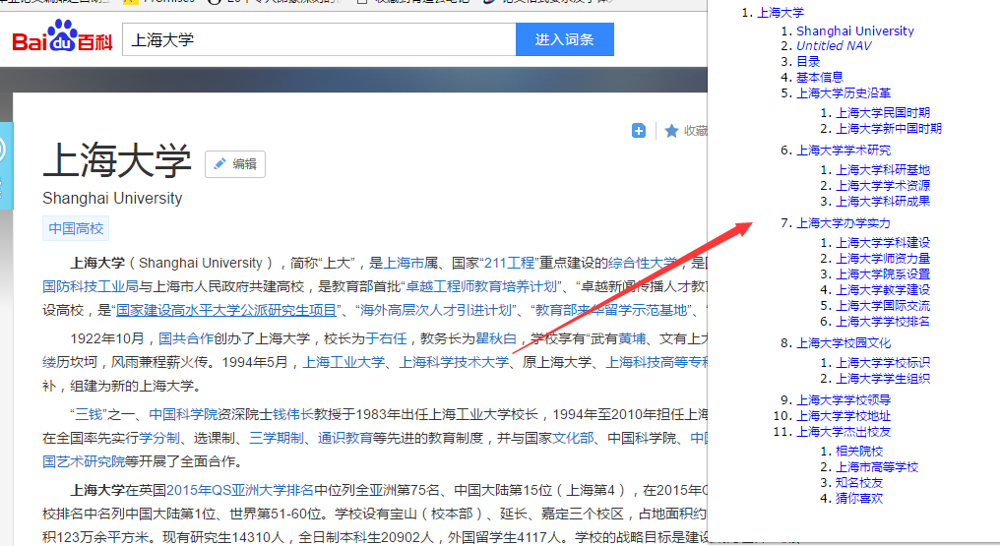 Bai du 百科
上海大学
进入词条
收藏
上海大学
编辑
Shanghai University
中国高校
上海大学（Shanghai University），简称“上大”，是上海市属、国家“211工程”重点建设的综合性大学，是
国防科技工业局与上海市人民政府共建高校，是教育部首批“卓越工程师教育培养计划”、“卓越新闻传播人才教育
设高校，是“国家建设高水平大学公派研究生项目”、“海外高层次人才引进计划”、“教育部来华留学示范基地”、“
1922年10月，国共合作创办了上海大学，校长为于右任，教务长为瞿秋白，学校享有“武有黄埔、文有上大
缕历坎坷，风雨兼程薪火传。1994年5月，上海工业大学、上海科学技术大学、原上海大学、上海科技高等专科
补，组建为新的上海大学。
“三钱”之一、中国科学院资深院士钱伟长教授于1983年出任上海工业大学校长，1994年至2010年担任上海
在全国率先实行学分制、选课制、三学期制、通识教育等先进的教育制度，并与国家文化部、中国科学院、中国
国艺术研究院等开展了全面合作。
上海大学在英国2015年QS亚洲大学排名中位列全亚洲第75名、中国大陆第15位（上海第4），在2015年Q
校排名中名列中国大陆第1位、世界第51-60位。学校设有宝山（校本部）、延长、嘉定三个校区，占地面积约
积123万余平方米。现有研究生14310人，全日制本科生20902人，外国留学生4117人。学校的战略目标是建设
1. 上海大学
1. Shanghai University
2. Untitled NAV
3. 目录
4. 基本信息
5. 上海大学历史沿革
1. 上海大学民国时期
2. 上海大学新中国时期
6. 上海大学学术研究
1. 上海大学科研基地
2. 上海大学学术资源
3. 上海大学科研成果
7. 上海大学办学实力
1. 上海大学学科建设
2. 上海大学师资力量
3. 上海大学院系设置
4. 上海大学教学建设
5. 上海大学国际交流
6. 上海大学学校排名
8. 上海大学校园文化
1. 上海大学学校标识
2. 上海大学学生组织
9. 上海大学学校领导
10. 上海大学学校地址
11. 上海大学杰出校友
1. 相关院校
2. 上海市高等学校
3. 知名校友
4. 猜你喜欢